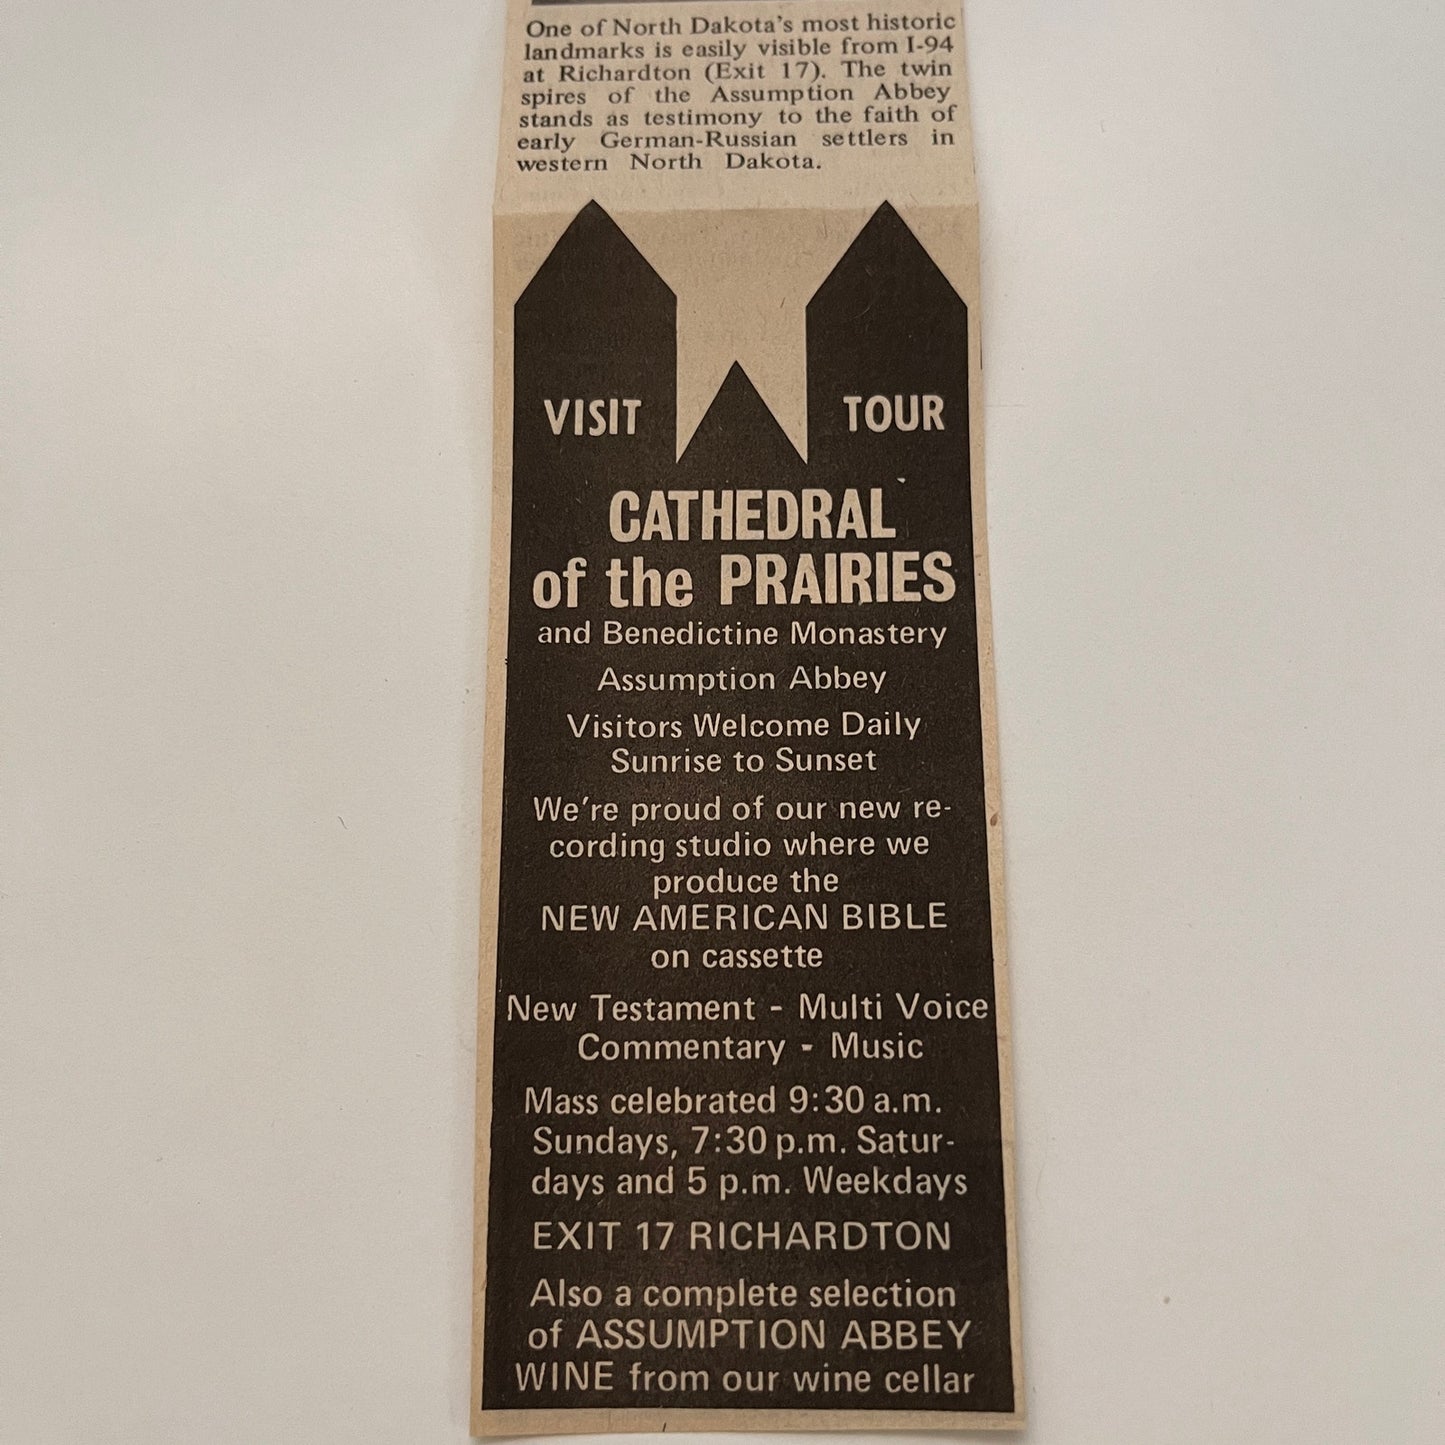 One of North Dakota's most historic
landmarks is easily visible from I-94
at Richardton (Exit 17). The twin
spires of the Assumption Abbey
stands as testimony to the faith of
early German-Russian settlers in
western North Dakota.
VISIT TOUR
CATHEDRAL
of the PRAIRIES
and Benedictine Monastery
Assumption Abbey
Visitors Welcome Daily
Sunrise to Sunset
We're proud of our new re-
cording studio where we
produce the
NEW AMERICAN BIBLE
on cassette
New Testament - Multi Voice
Commentary - Music
Mass celebrated 9:30 a.m.
Sundays, 7:30 p.m. Satur-
days and 5 p.m. Weekdays
EXIT 17 RICHARDTON
Also a complete selection
of ASSUMPTION ABBEY
WINE from our wine cellar